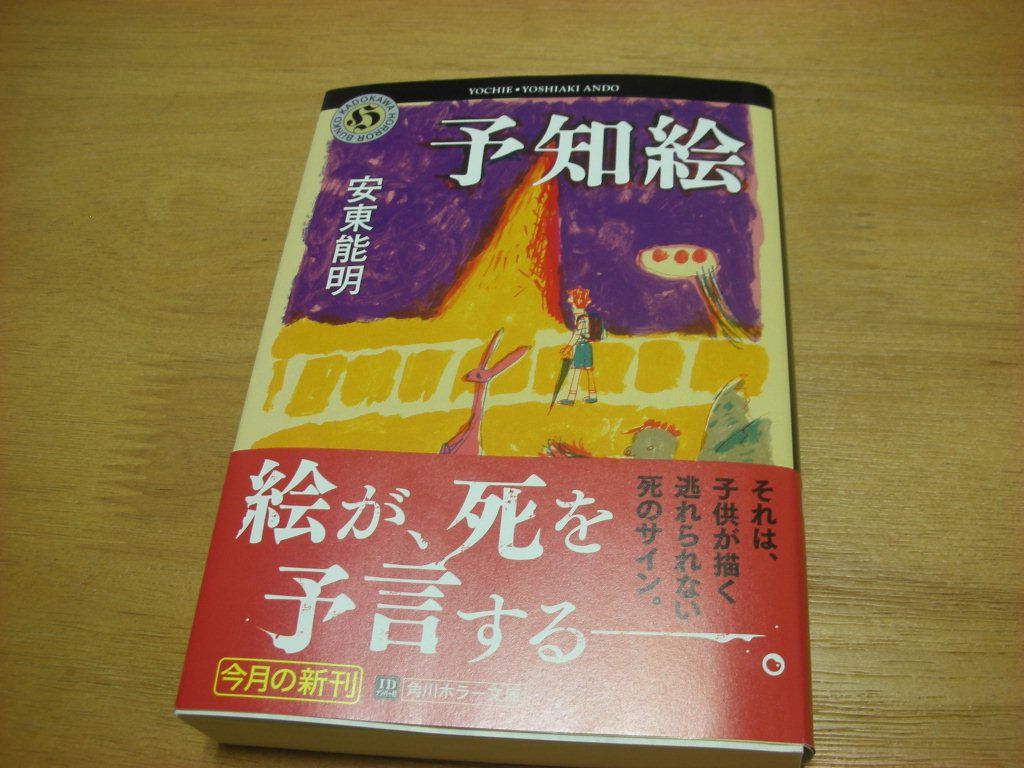 YOCHIE・YOSHIAKI ANDO
KADOKAWA HORROR BUNKO
H
予知絵
安東能明
それは、
子供が描く
逃れられない
死のサイン。
絵が、死を
予言する――。
今月の新刊
ID
角川ホラー文庫